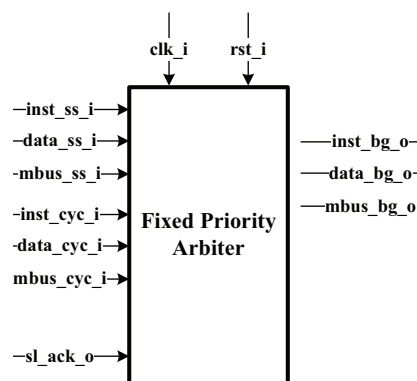 clk_i
rst_i
inst_ss_i
data_ss_i
mbus_ss_i
inst_cyc_i
data_cyc_i
mbus_cyc_i
sl_ack_o
Fixed Priority
Arbiter
inst_bg_o
data_bg_o
mbus_bg_o